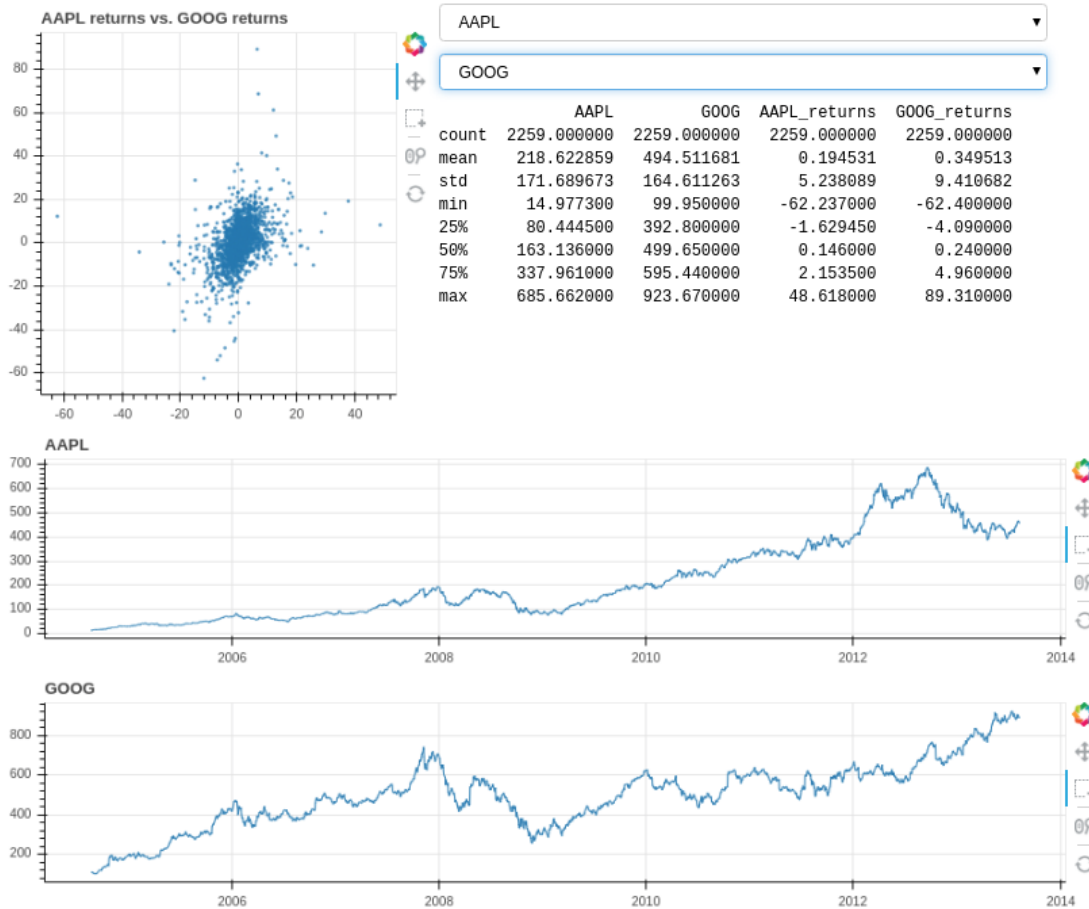 AAPL returns vs. GOOG returns
80
60
40
20
0
-20
-40
-60
-60 -40 -20 0 20 40
AAPL
GOOG
AAPL GOOG AAPL_returns GOOG_returns
count 2259.000000 2259.000000 2259.000000 2259.000000
mean 218.622859 494.511681 0.194531 0.349513
std 171.689673 164.611263 5.238089 9.410682
min 14.977300 99.950000 -62.237000 -62.400000
25% 80.444500 392.800000 -1.629450 -4.090000
50% 163.136000 499.650000 0.146000 0.240000
75% 337.961000 595.440000 2.153500 4.960000
max 685.662000 923.670000 48.618000 89.310000
AAPL
700
600
500
400
300
200
100
0
2006 2008 2010 2012 2014
GOOG
800
600
400
200
2006 2008 2010 2012 2014